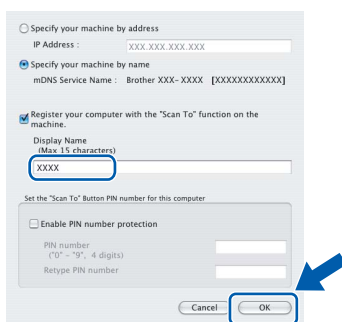 Specify your machine by address
IP Address : XXX.XXX.XXX.XXX
Specify your machine by name
mDNS Service Name : Brother XXX- XXXX [XXXXXXXXXXXX]
Register your computer with the "Scan To" function on the
machine.
Display Name
(Max 15 characters)
XXXX
Set the "Scan To" Button PIN number for this computer
Enable PIN number protection
PIN number
("0" - "9", 4 digits)
Retype PIN number
Cancel OK